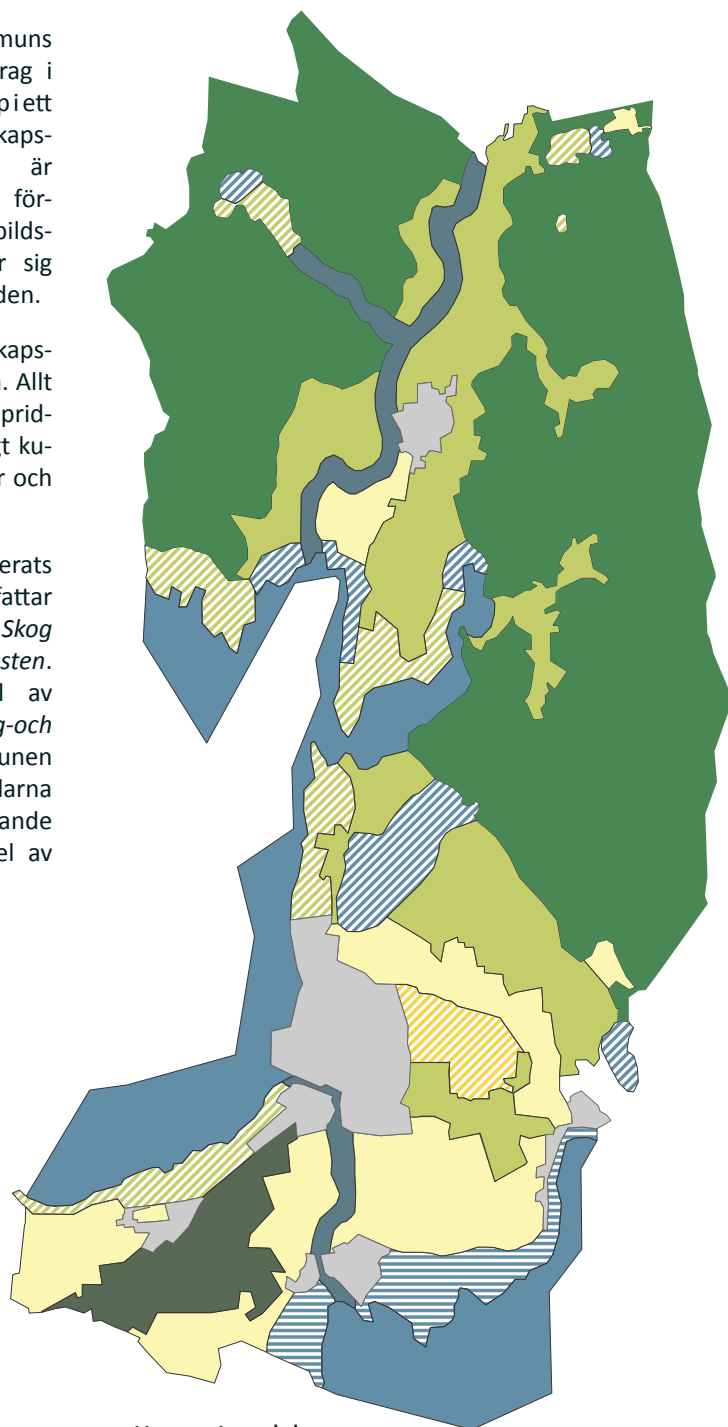 muns
rag i
piett
kaps-
är
för-
bilds-
r sig
den.
kaps-
. Allt
prid-
gt ku-
r och
erats
fattar
Skog
sten.
l av
g-och
unen
larna
ande
el av